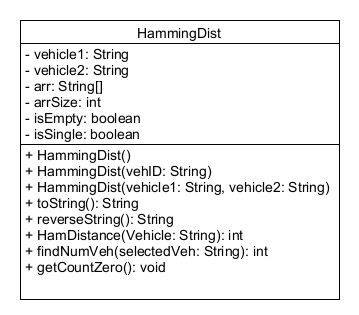 HammingDist
- vehicle1: String
- vehicle2: String
- arr: String[]
- arrSize: int
- isEmpty: boolean
- isSingle: boolean
+ HammingDist()
+ HammingDist(vehID: String)
+ HammingDist(vehicle1: String, vehicle2: String)
+ toString(): String
+ reverseString(): String
+ HamDistance(Vehicle: String): int
+ findNumVeh(selectedVeh: String): int
+ getCountZero(): void